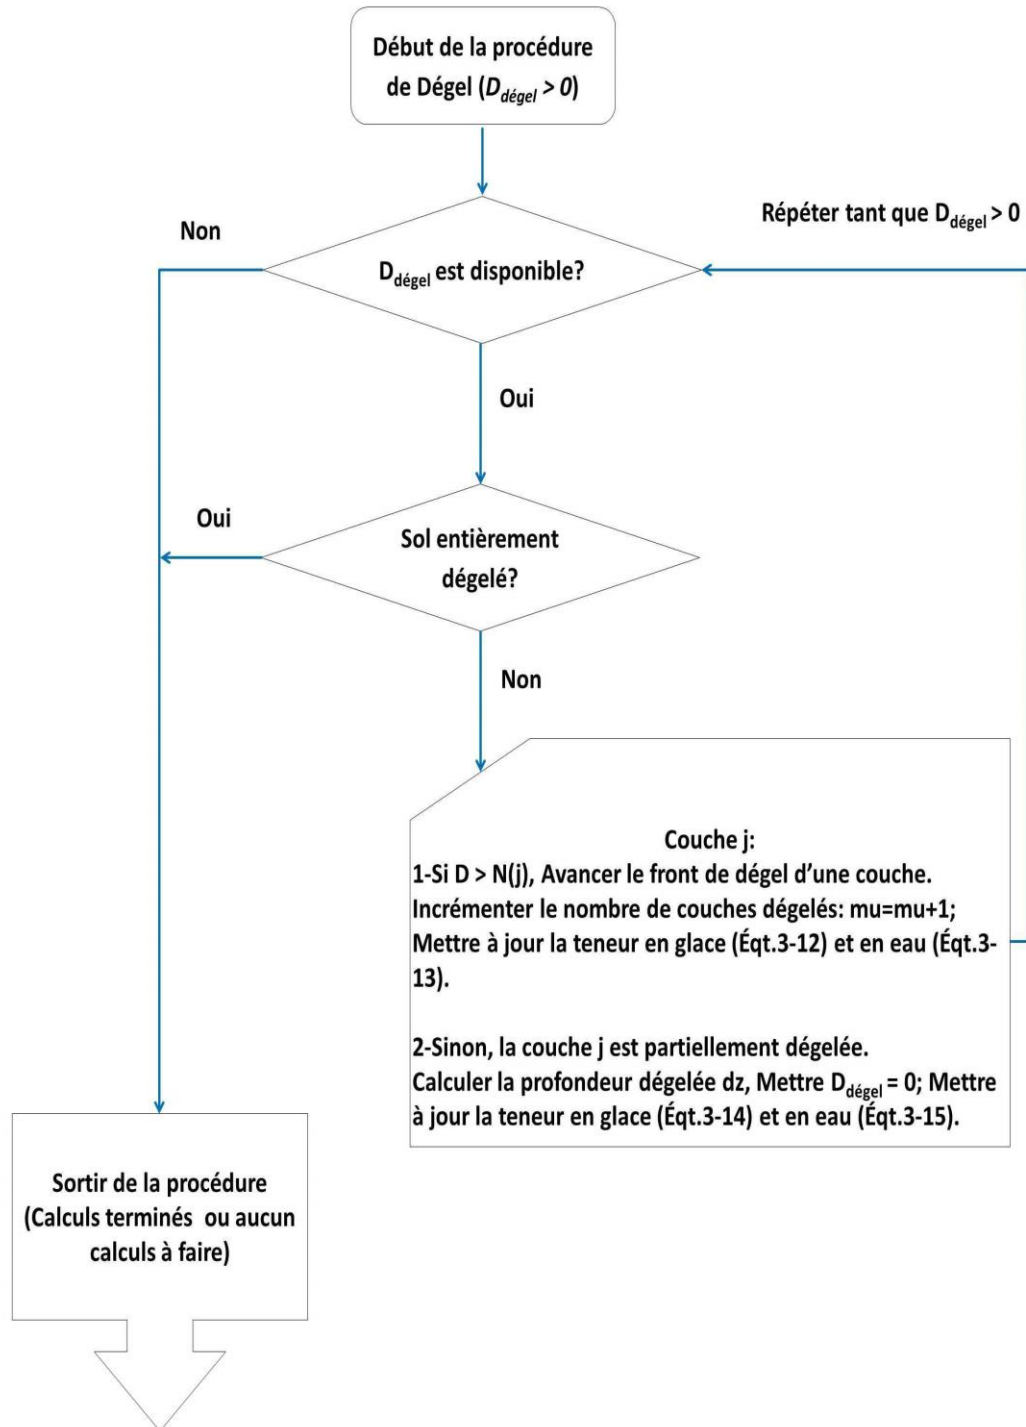 Début de la procédure
de Dégel (D_dégel > 0)
Répéter tant que D_dégel > 0
Non
D_dégel est disponible?
Oui
Oui
Sol entièrement
dégelé?
Non
Couche j:
1-Si D > N(j), Avancer le front de dégel d'une couche.
Incrémenter le nombre de couches dégelés: mu=mu+1;
Mettre à jour la teneur en glace (Éqt.3-12) et en eau (Éqt.3-
13).
2-Sinon, la couche j est partiellement dégelée.
Calculer la profondeur dégelée dz, Mettre D_dégel = 0; Mettre
à jour la teneur en glace (Éqt.3-14) et en eau (Éqt.3-15).
Sortir de la procédure
(Calculs terminés ou aucun
calculs à faire)